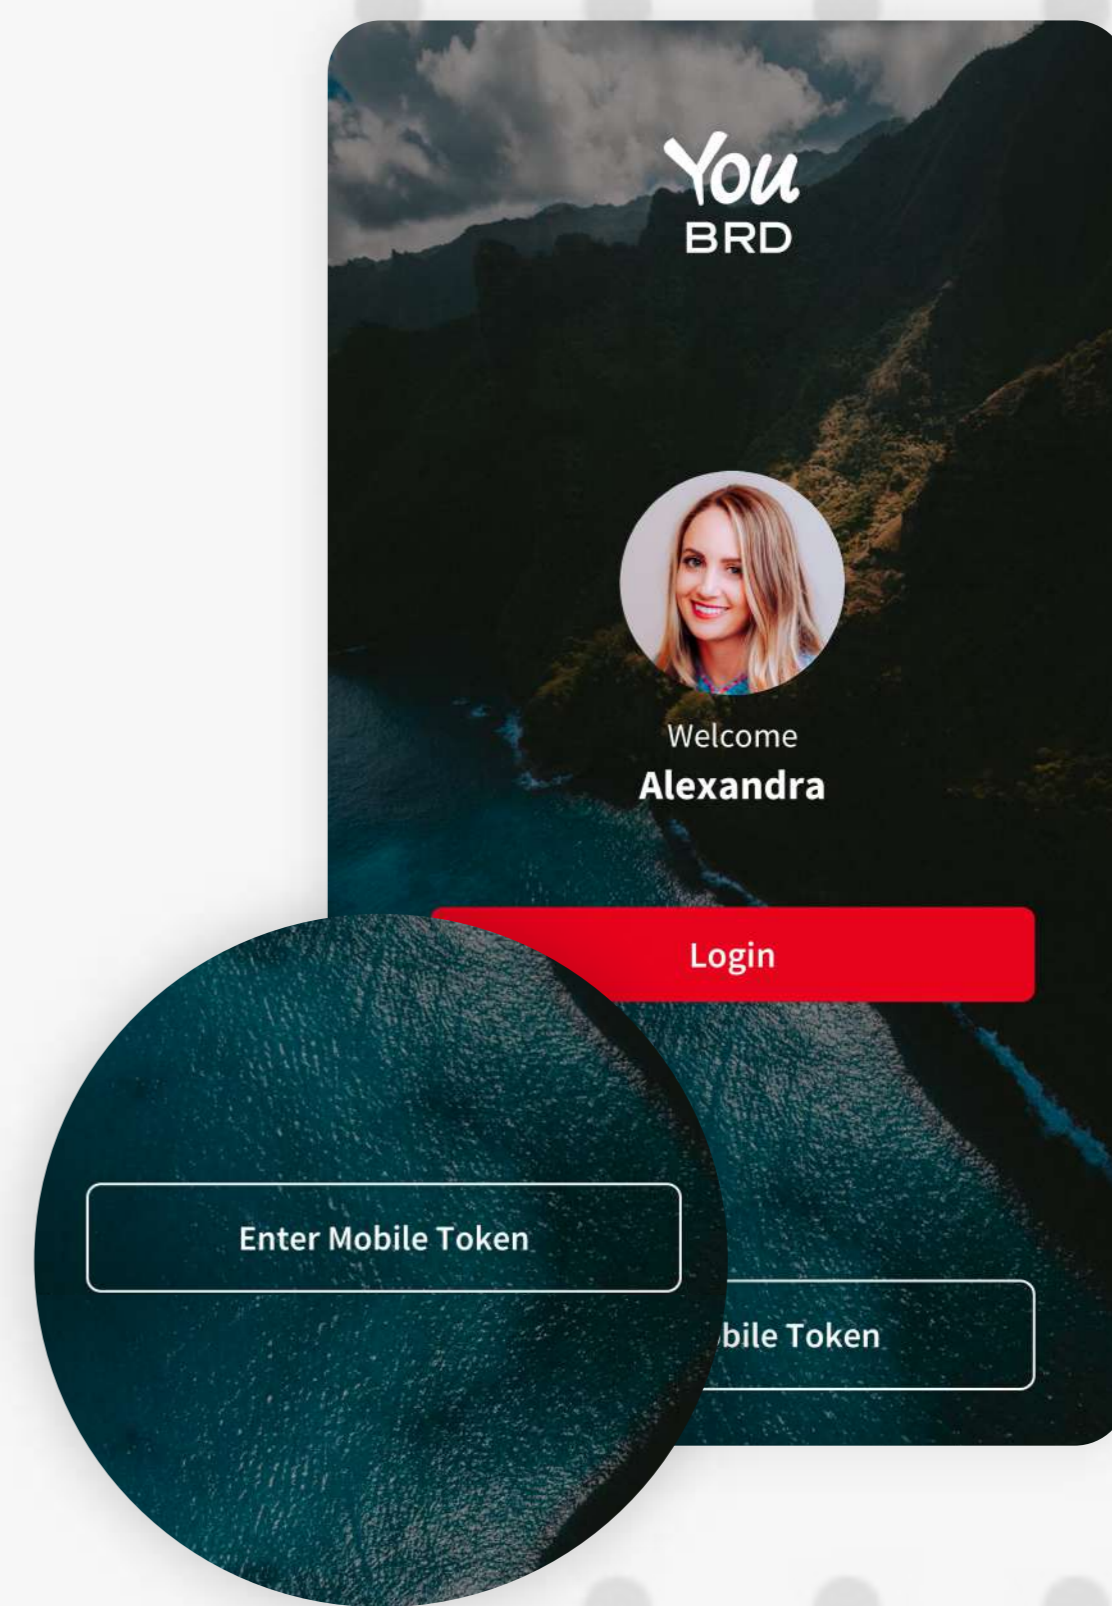 You
BRD
Welcome
Alexandra
Login
Enter Mobile Token
bile Token